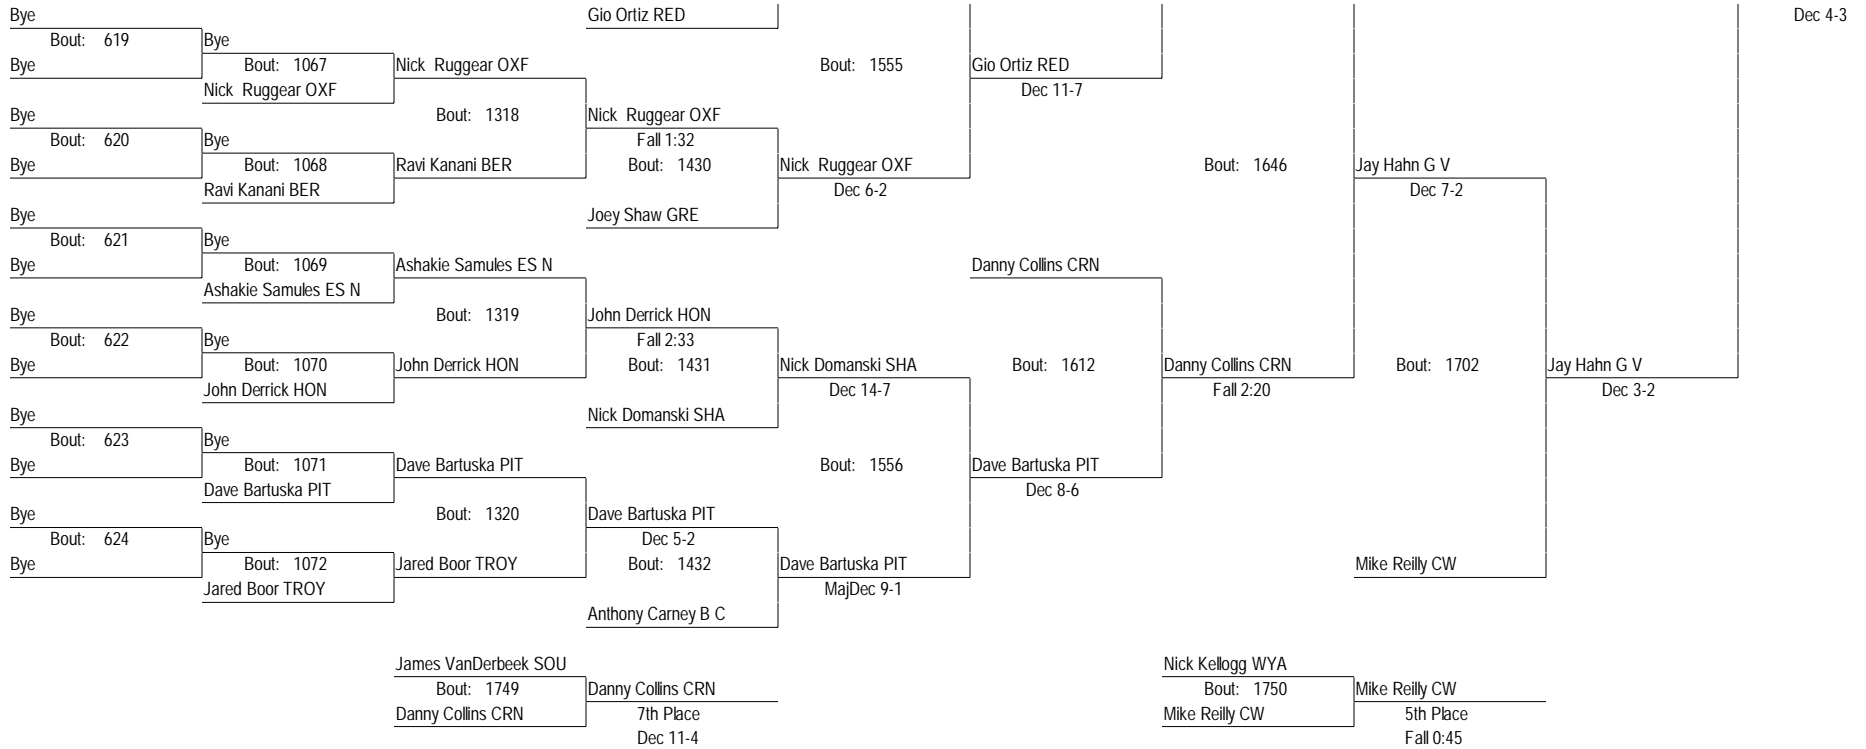 Bye Gio Ortiz RED Dec 4-3
Bout: 619 Bye
Bye Bout: 1067 Nick Ruggear OXF Bout: 1555 Gio Ortiz RED
Nick Ruggear OXF Dec 11-7
Bye Bout: 1318 Nick Ruggear OXF
Bout: 620 Bye Fall 1:32
Bye Bout: 1068 Ravi Kanani BER Bout: 1430 Nick Ruggear OXF Bout: 1646 Jay Hahn G V
Ravi Kanani BER Dec 6-2 Dec 7-2
Bye Joey Shaw GRE
Bout: 621 Bye
Bye Bout: 1069 Ashakie Samules ES N Danny Collins CRN
Ashakie Samules ES N
Bye Bout: 1319 John Derrick HON
Bout: 622 Bye Fall 2:33
Bye Bout: 1070 John Derrick HON Bout: 1431 Nick Domanski SHA Bout: 1612 Danny Collins CRN Bout: 1702 Jay Hahn G V
John Derrick HON Dec 14-7 Fall 2:20 Dec 3-2
Bye Nick Domanski SHA
Bout: 623 Bye
Bye Bout: 1071 Dave Bartuska PIT Bout: 1556 Dave Bartuska PIT
Dave Bartuska PIT Dec 8-6
Bye Bout: 1320 Dave Bartuska PIT
Bout: 624 Bye Dec 5-2
Bye Bout: 1072 Jared Boor TROY Bout: 1432 Dave Bartuska PIT Mike Reilly CW
Jared Boor TROY MajDec 9-1
Anthony Carney B C
James VanDerbeek SOU Nick Kellogg WYA
Bout: 1749 Danny Collins CRN Bout: 1750 Mike Reilly CW
Danny Collins CRN 7th Place Mike Reilly CW 5th Place
Dec 11-4 Fall 0:45